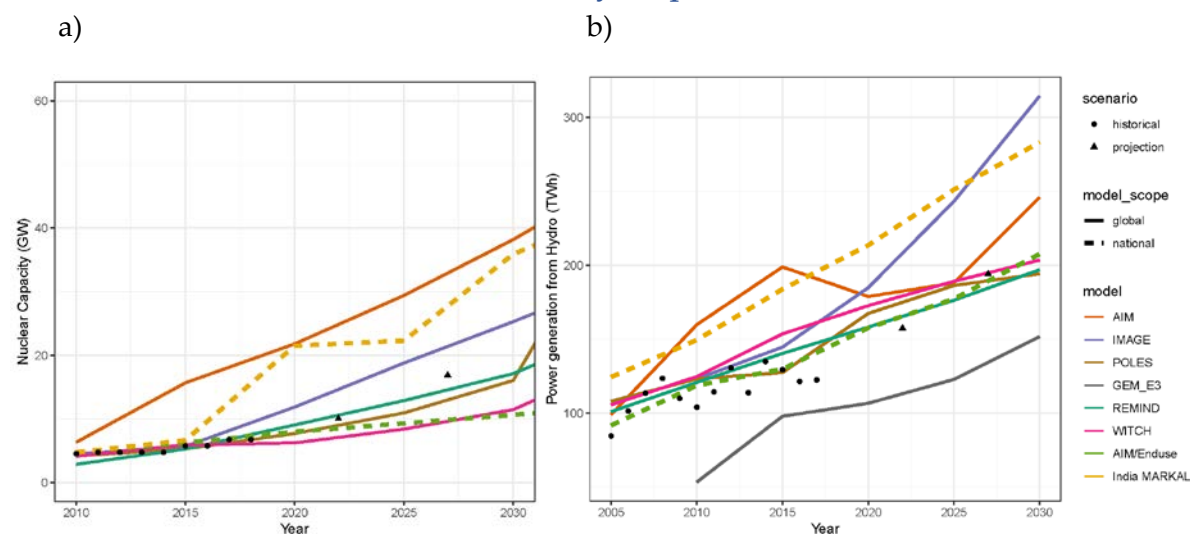 a)
b)
60
40
20
0
Nuclear Capacity (GW)
2010
2015
2020
2025
2030
Year
300
200
100
Power generation from Hydro (TWh)
2005
2010
2015
2020
2025
2030
Year
scenario
historical
projection
model_scope
global
national
model
AIM
IMAGE
POLES
GEM_E3
REMIND
WITCH
AIM/Enduse
India MARKAL